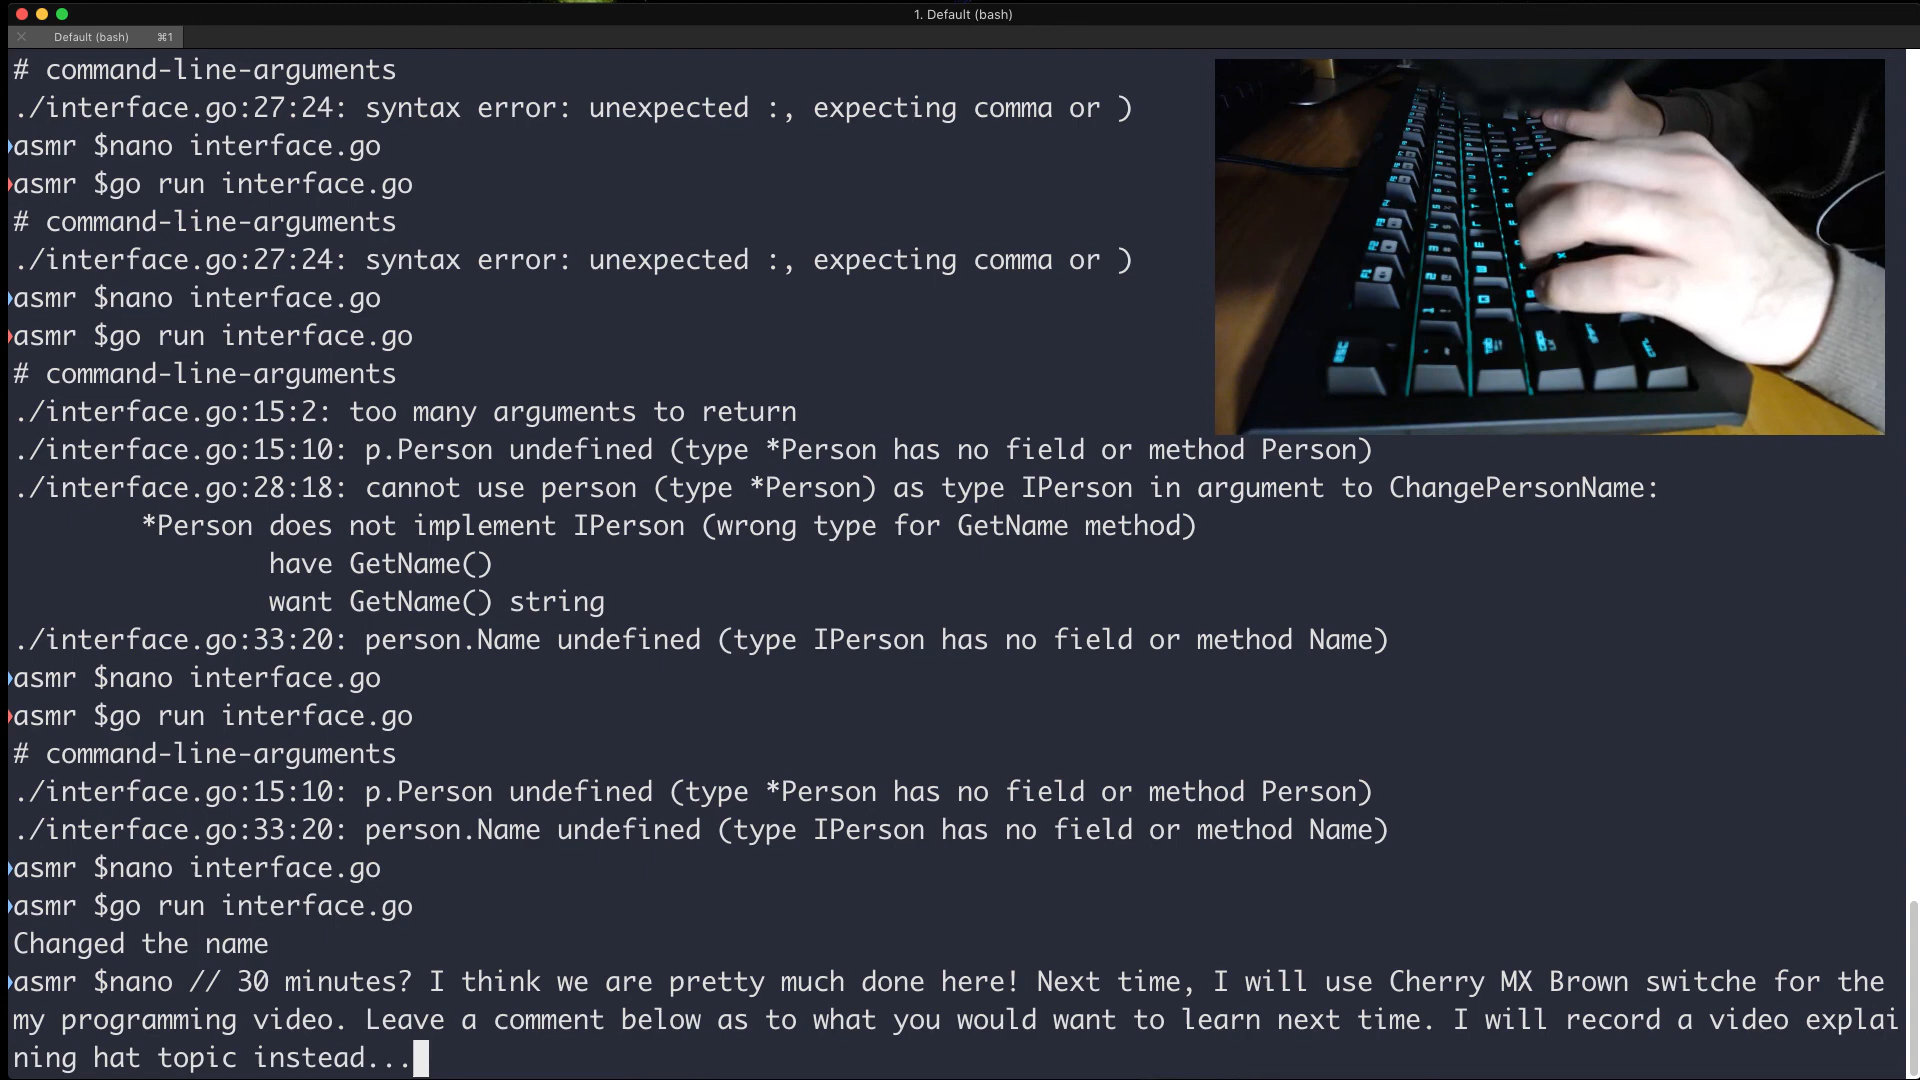 1. Default (bash)
Default (bash) ⌘1
# command-line-arguments
./interface.go:27:24: syntax error: unexpected :, expecting comma or )
asmr $nano interface.go
asmr $go run interface.go
# command-line-arguments
./interface.go:27:24: syntax error: unexpected :, expecting comma or )
asmr $nano interface.go
asmr $go run interface.go
# command-line-arguments
./interface.go:15:2: too many arguments to return
./interface.go:15:10: p.Person undefined (type *Person has no field or method Person)
./interface.go:28:18: cannot use person (type *Person) as type IPerson in argument to ChangePersonName:
*Person does not implement IPerson (wrong type for GetName method)
have GetName()
want GetName() string
./interface.go:33:20: person.Name undefined (type IPerson has no field or method Name)
asmr $nano interface.go
asmr $go run interface.go
# command-line-arguments
./interface.go:15:10: p.Person undefined (type *Person has no field or method Person)
./interface.go:33:20: person.Name undefined (type IPerson has no field or method Name)
asmr $nano interface.go
asmr $go run interface.go
Changed the name
asmr $nano // 30 minutes? I think we are pretty much done here! Next time, I will use Cherry MX Brown switche for the
my programming video. Leave a comment below as to what you would want to learn next time. I will record a video explai
ning hat topic instead...
ESC